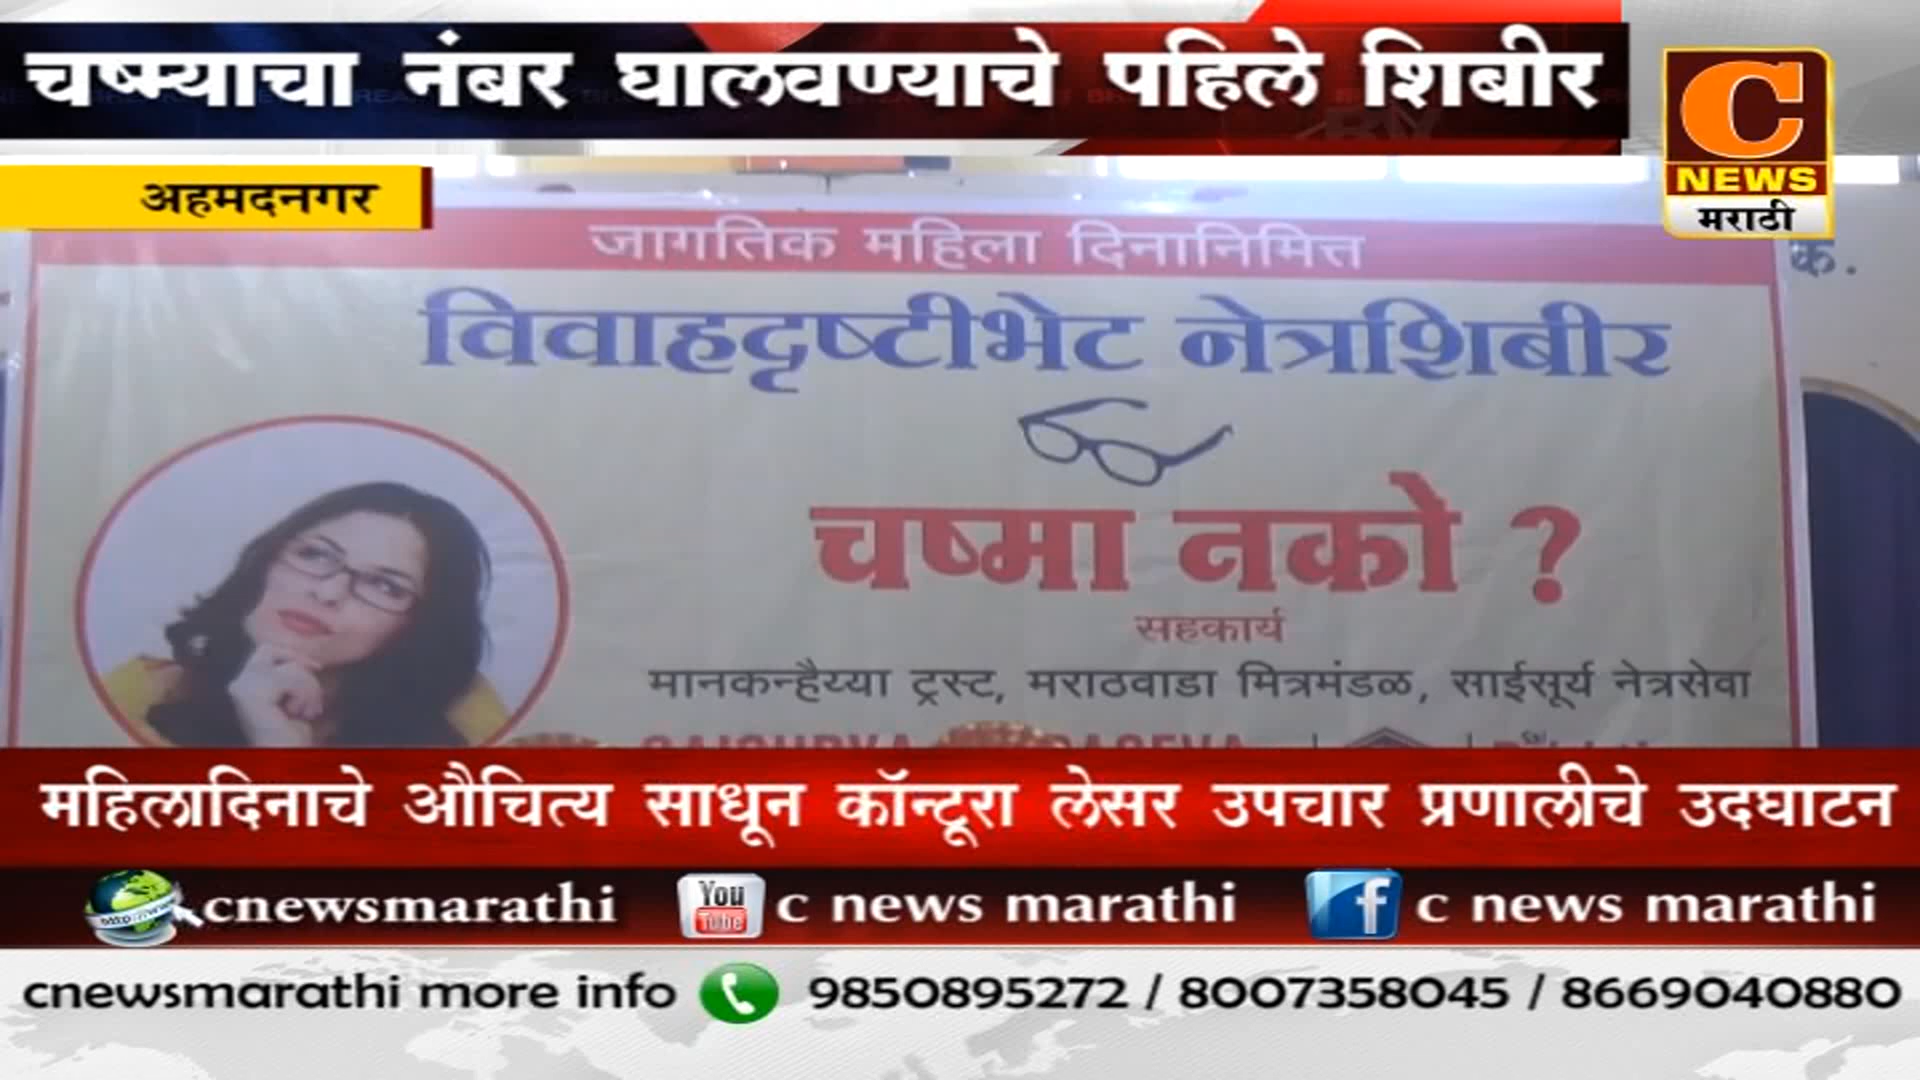 चष्म्याचा नंबर घालवण्याचे पहिले शिबीर
C
NEWS
मराठी
अहमदनगर
जागतिक महिला दिनानिमित्त
क.
विवाहदृष्टीभेट नेत्रशिबीर
चष्मा नको ?
सहकार्य
मानकन्हैय्या ट्रस्ट, मराठवाडा मित्रमंडळ, साईसूर्य नेत्रसेवा
महिलादिनाचे औचित्य साधून कॉन्टूरा लेसर उपचार प्रणालीचे उदघाटन
cnewsmarathi
You Tube
c news marathi
f
c news marathi
cnewsmarathi more info 9850895272 / 8007358045 / 8669040880